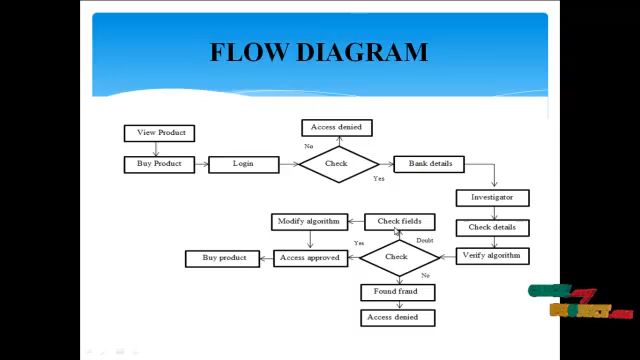 FLOW DIAGRAM
View Product
Access denied
No
Buy Product
Login
Check
Bank details
Yes
Investigator
Modify algorithm
Check fields
Check details
Yes
Doubt
Buy product
Access approved
Check
Verify algorithm
No
Found fraud
Access denied